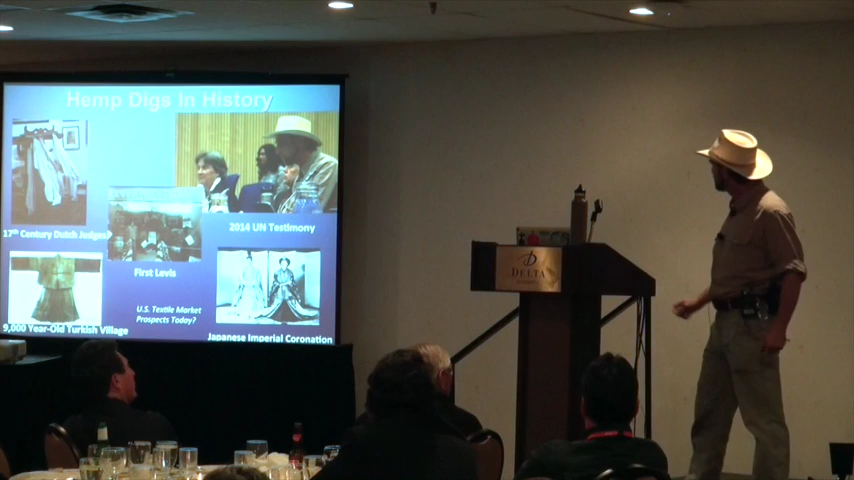 Hemp Digs In History
17th Century Dutch Judges
2014 UN Testimony
First Levis
U.S. Textile Market
Prospects Today?
9,000 Year-Old Turkish Village
Japanese Imperial Coronation
DELTA